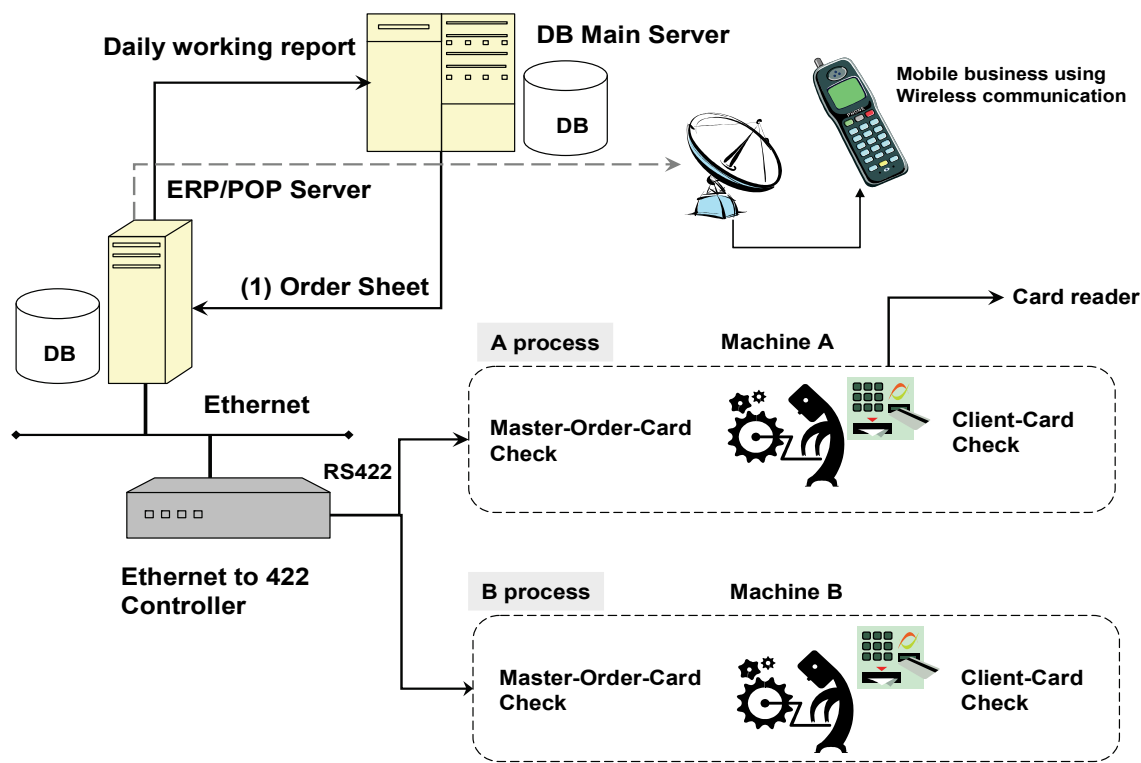 Daily working report
DB Main Server
DB
Mobile business using
Wireless communication
PHONE
ERP/POP Server
(1) Order Sheet
DB
Card reader
A process
Machine A
Ethernet
Master-Order-Card
Check
Client-Card
Check
RS422
Ethernet to 422
Controller
B process
Machine B
Master-Order-Card
Check
Client-Card
Check